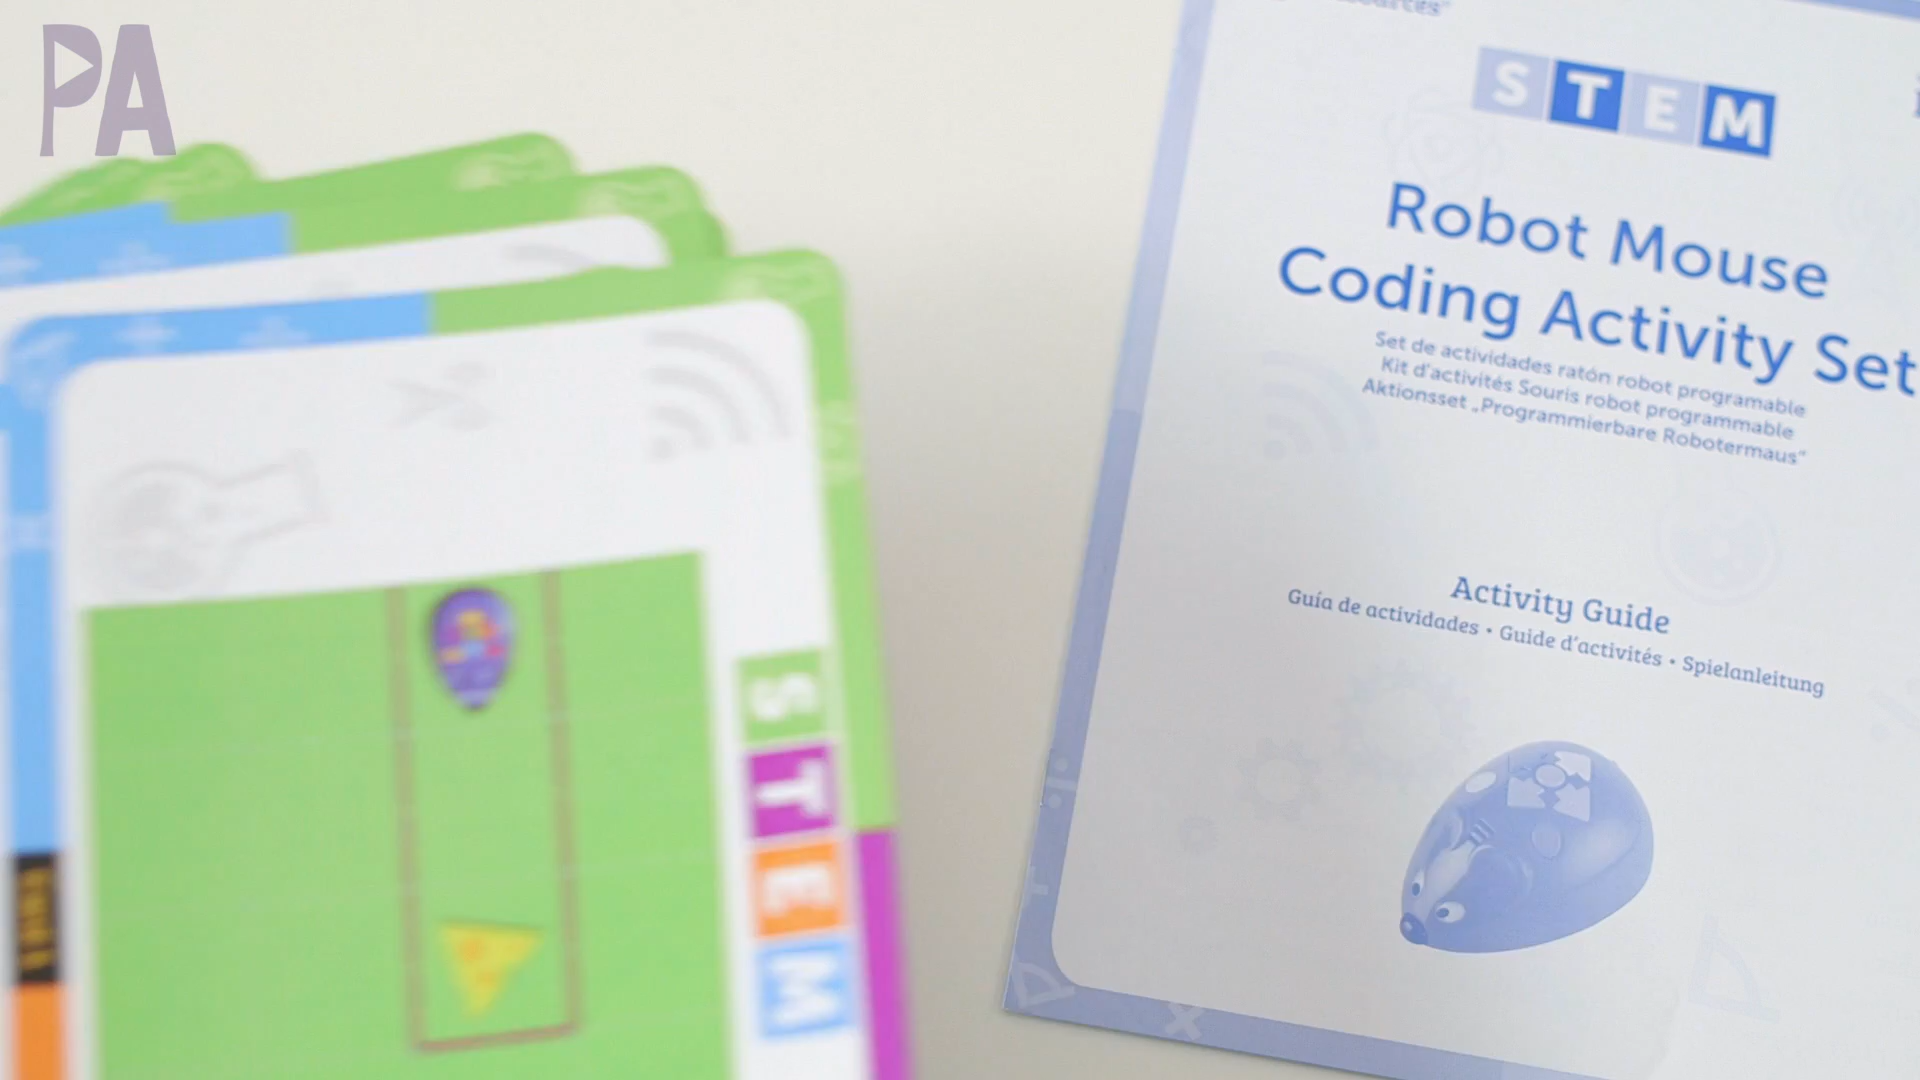 PA
STEM
Robot Mouse
Coding Activity Set
Set de actividades ratón robot programable
Kit d'activités Souris robot programmable
Aktionsset „Programmierbare Robotermaus“
Activity Guide
Guía de actividades • Guide d'activités • Spielanleitung
STEM